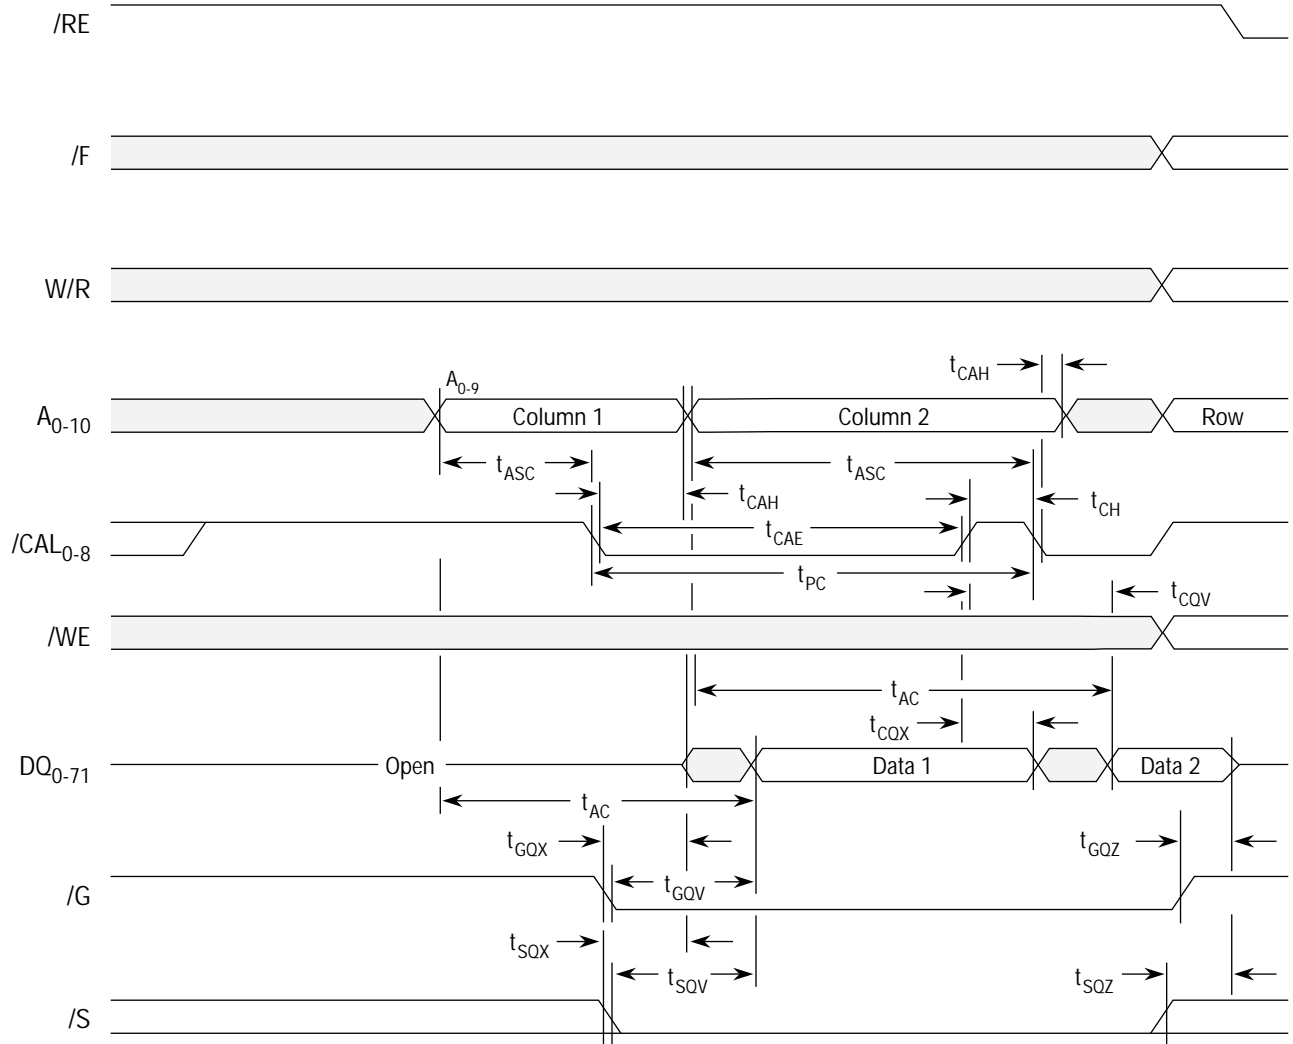 /RE
/F
W/R
tCAH
A0-9
A0-10
Column 1
Column 2
Row
tASC
tASC
tCAH
tCH
/CAL0-8
tCAE
tPC
tCQV
/WE
tAC
tCQX
DQ0-71
Open
Data 1
Data 2
tAC
tGQX
tGQZ
tGQV
/G
tSQX
tSQV
tSQZ
/S